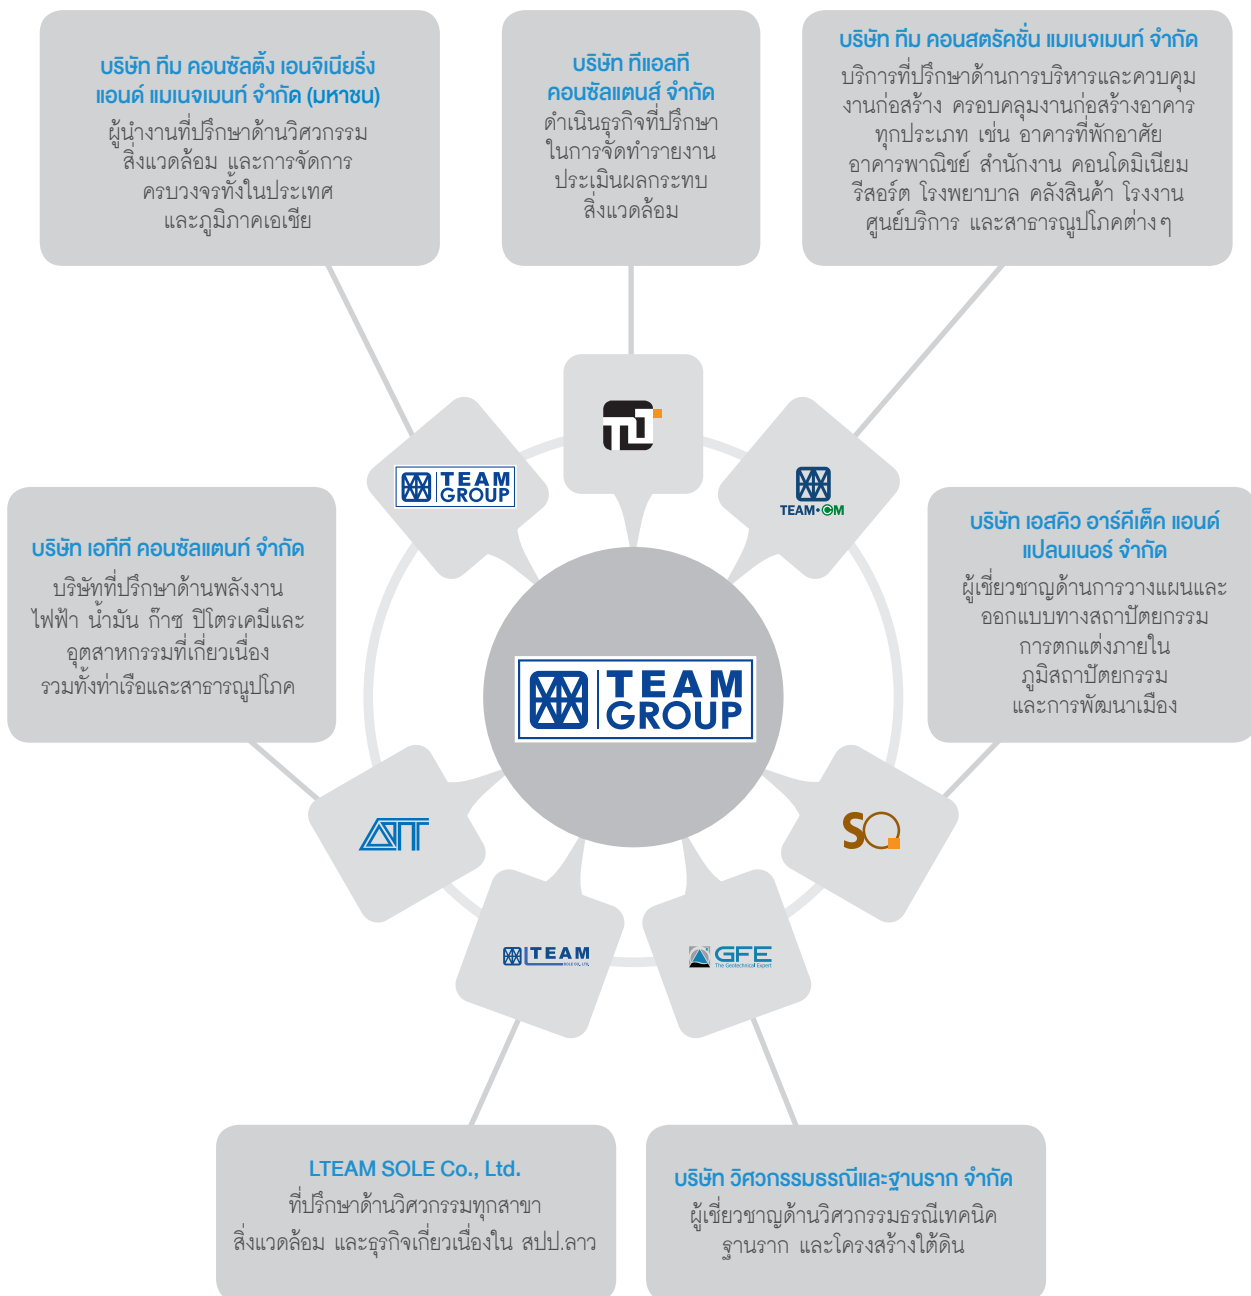 บริษัท ทีม คอนซัลติ้ง เอนจิเนียริ่ง
แอนด์ แมเนจเมนท์ จำกัด (มหาชน)
ผู้นำงานที่ปรึกษาด้านวิศวกรรม
สิ่งแวดล้อม และการจัดการ
ครบวงจรทั้งในประเทศ
และภูมิภาคเอเชีย
บริษัท ทีแอลที
คอนซัลแตนส์ จำกัด
ดำเนินธุรกิจที่ปรึกษา
ในการจัดทำรายงาน
ประเมินผลกระทบ
สิ่งแวดล้อม
บริษัท ทีม คอนสตรัคชั่น แมเนจเมนท์ จำกัด
บริการที่ปรึกษาด้านการบริหารและควบคุม
งานก่อสร้าง ครอบคลุมงานก่อสร้างอาคาร
ทุกประเภท เช่น อาคารที่พักอาศัย
อาคารพาณิชย์ สำนักงาน คอนโดมิเนียม
รีสอร์ต โรงพยาบาล คลังสินค้า โรงงาน
ศูนย์บริการ และสาธารณูปโภคต่างๆ
TLT
TEAM
GROUP
TEAM•CM
บริษัท เอทีที คอนซัลแตนท์ จำกัด
บริษัทที่ปรึกษาด้านพลังงาน
ไฟฟ้า น้ำมัน ก๊าซ ปิโตรเคมีและ
อุตสาหกรรมที่เกี่ยวเนื่อง
รวมทั้งท่าเรือและสาธารณูปโภค
บริษัท เอสคิว อาร์คีเต็ค แอนด์
แปลนเนอร์ จำกัด
ผู้เชี่ยวชาญด้านการวางแผนและ
ออกแบบทางสถาปัตยกรรม
การตกแต่งภายใน
ภูมิสถาปัตยกรรม
และการพัฒนาเมือง
TEAM
GROUP
ATT
SQ
LTEAM
SOLE CO., LTD.
GFE
The Geotechnical Expert
LTEAM SOLE Co., Ltd.
ที่ปรึกษาด้านวิศวกรรมทุกสาขา
สิ่งแวดล้อม และธุรกิจเกี่ยวเนื่องใน สปป.ลาว
บริษัท วิศวกรรมธรณีและฐานราก จำกัด
ผู้เชี่ยวชาญด้านวิศวกรรมธรณีเทคนิค
ฐานราก และโครงสร้างใต้ดิน